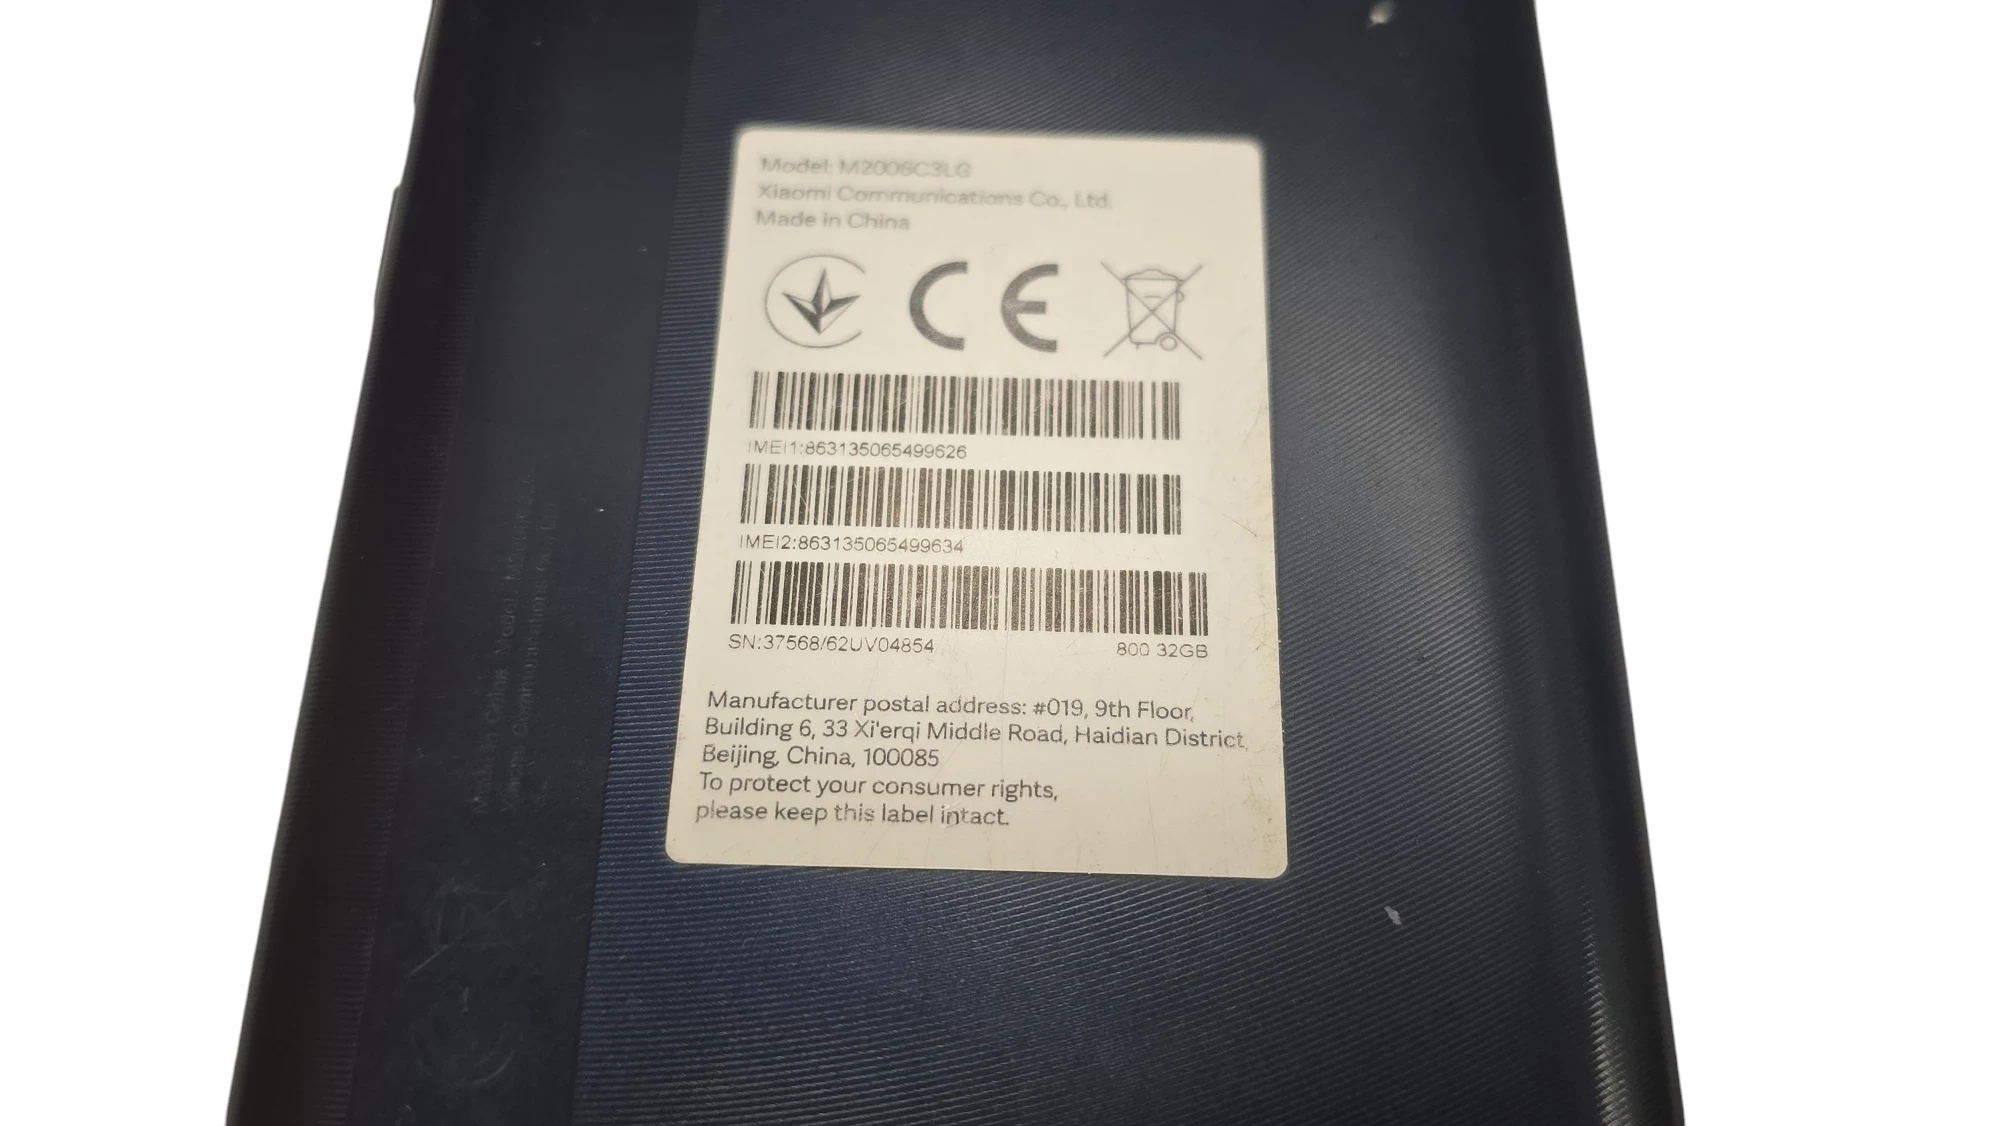 Model: M2006C3LG
Xiaomi Communications Co., Ltd.
Made in China
CE
IMEI1:863135065499626
IMEI2:863135065499634
SN:37568/62UV04854 800 32GB
Manufacturer postal address: #019, 9th Floor,
Building 6, 33 Xi'erqi Middle Road, Haidian District,
Beijing, China, 100085
To protect your consumer rights,
please keep this label intact.